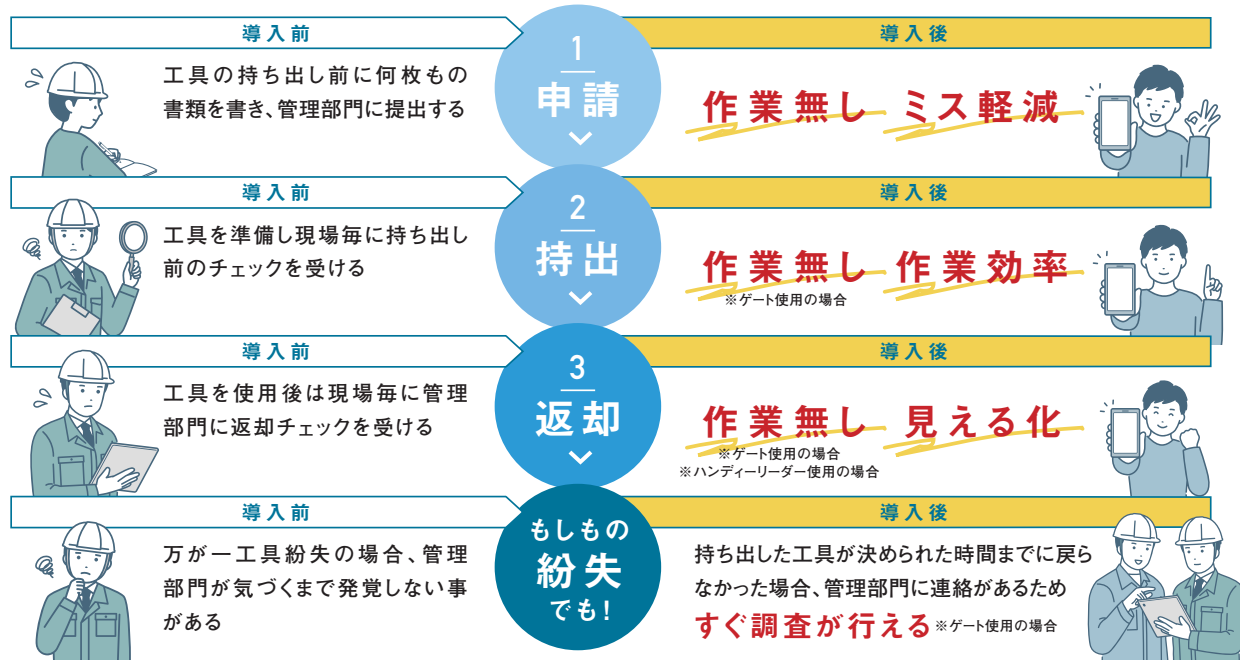 導入前
工具の持ち出し前に何枚もの
書類を書き、管理部門に提出する
1
申請
導入後
作業無し ミス軽減
導入前
工具を準備し現場毎に持ち出し
前のチェックを受ける
2
持出
導入後
作業無し 作業効率
※ゲート使用の場合
導入前
工具を使用後は現場毎に管理
部門に返却チェックを受ける
3
返却
導入後
作業無し 見える化
※ゲート使用の場合
※ハンディーリーダー使用の場合
導入前
万が一工具紛失の場合、管理
部門が気づくまで発覚しない事
がある
もしもの
紛失
でも!
導入後
持ち出した工具が決められた時間までに戻ら
なかった場合、管理部門に連絡があるため
すぐ調査が行える ※ゲート使用の場合